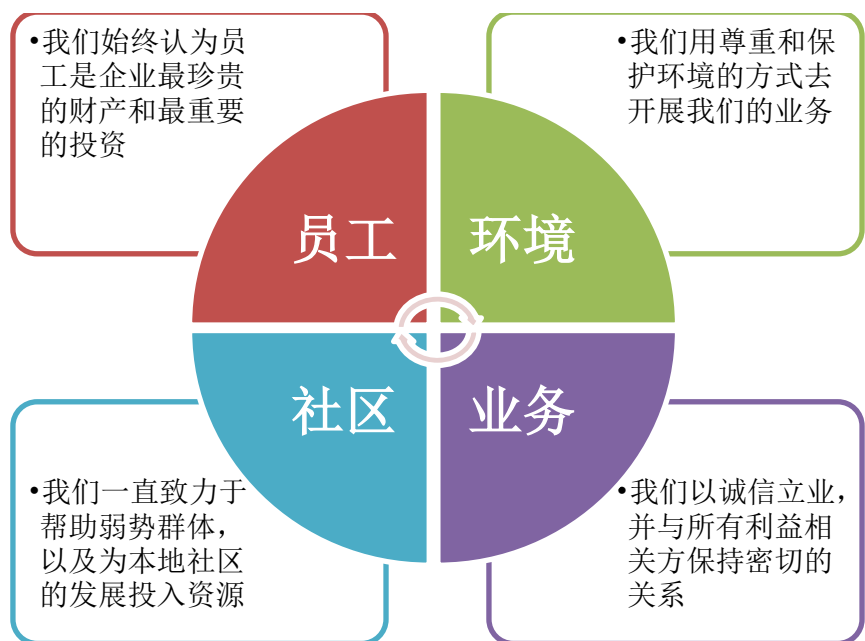 •我们始终认为员
工是企业最珍贵
的财产和最重要
的投资
•我们用尊重和保
护环境的方式去
开展我们的业务
员工
环境
社区
业务
•我们一直致力于
帮助弱势群体，
以及为本地社区
的发展投入资源
•我们以诚信立业，
并与所有利益相
关方保持密切的
关系